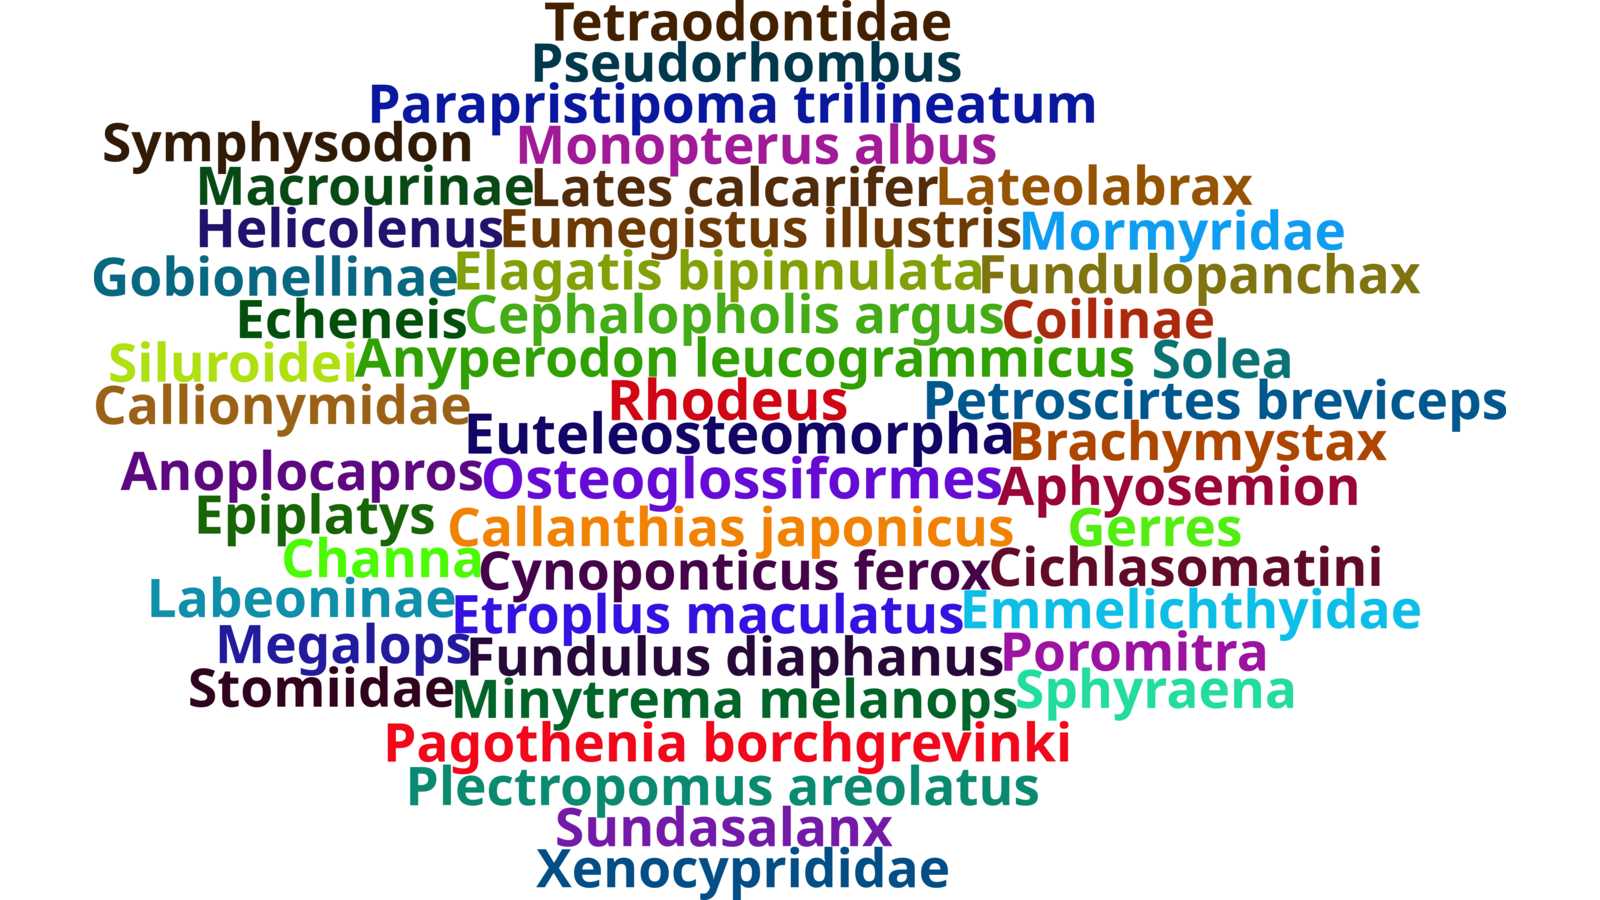 Tetraodontidae
Pseudorhombus
Parapristipoma trilineatum
Symphysodon Monopterus albus
Macrourinae Lates calcarifer Lateolabrax
Helicolenus Eumegistus illustris Mormyridae
Gobionellinae Elagatis bipinnulata Fundulopanchax
Echeneis Cephalopholis argus Coilinae
Siluroidei Anyperodon leucogrammicus Solea
Callionymidae Rhodeus Petroscirtes breviceps
Euteleosteomorpha Brachymystax
Anoplocapros Osteoglossiformes Aphyosemion
Epiplatys Callanthias japonicus Gerres
Channa Cynoponticus ferox Cichlasomatini
Labeoninae Etroplus maculatus Emmelichthyidae
Megalops Fundulus diaphanus Poromitra
Stomiidae Minytrema melanops Sphyraena
Pagothenia borchgrevinki
Plectropomus areolatus
Sundasalanx
Xenocyprididae